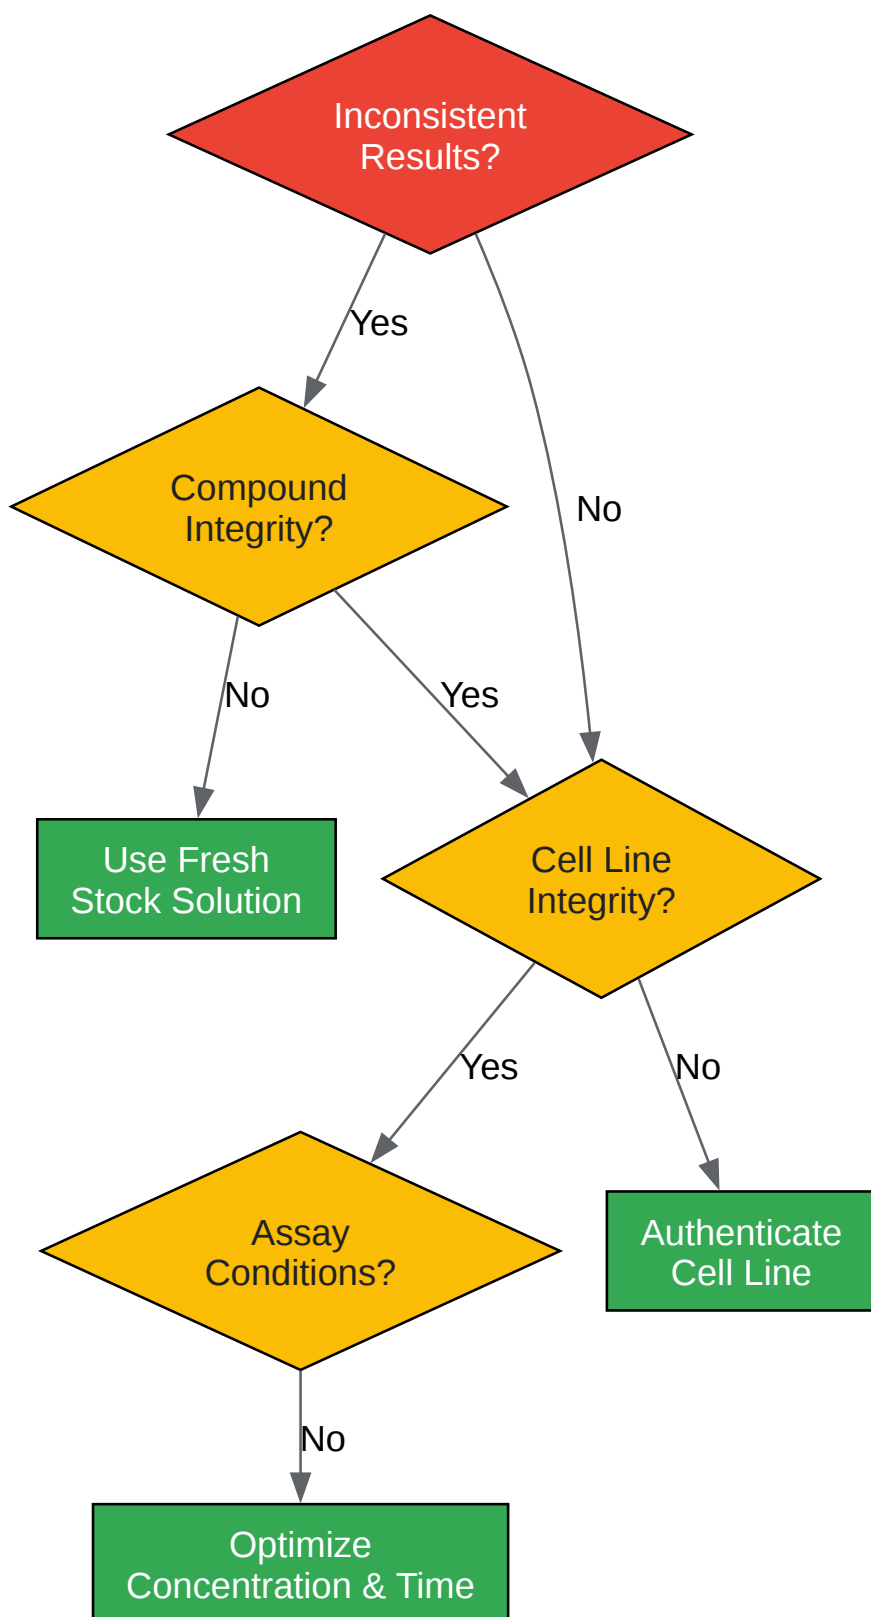 Inconsistent
Results?
Yes
Compound
Integrity?
No
No
Yes
Use Fresh
Stock Solution
Cell Line
Integrity?
Yes
No
Assay
Conditions?
Authenticate
Cell Line
No
Optimize
Concentration & Time